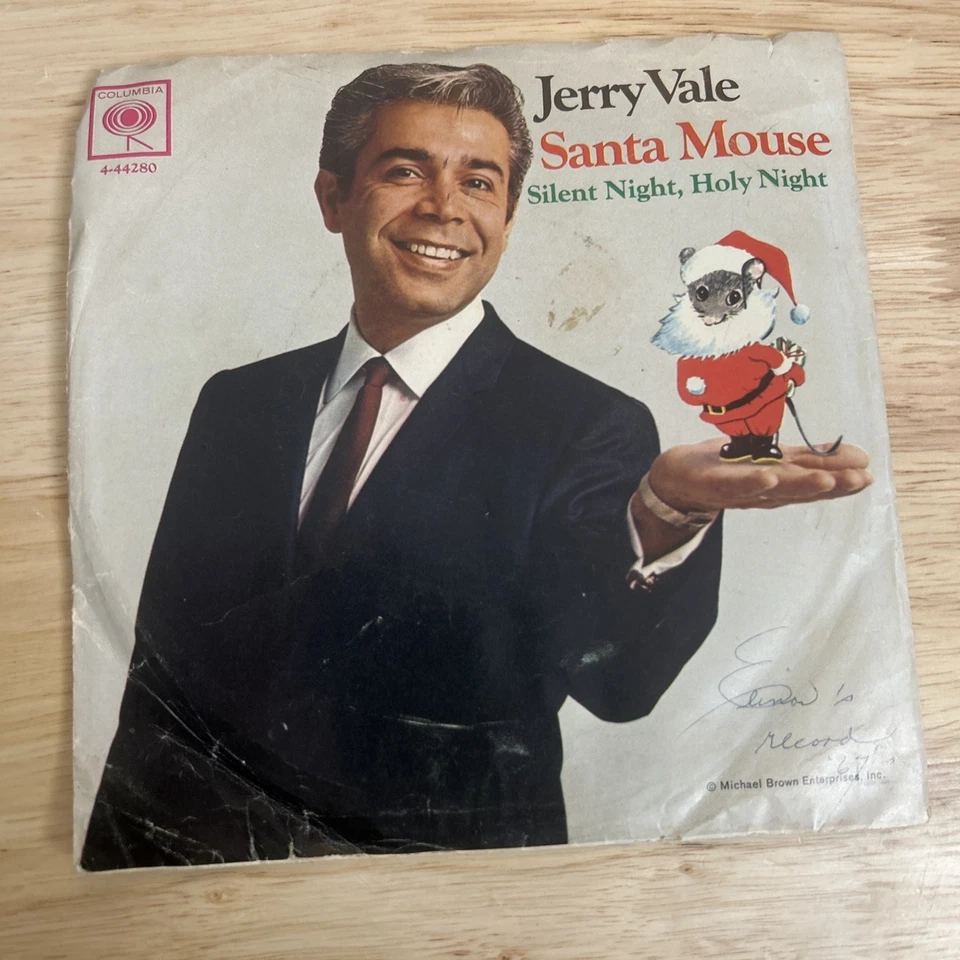 COLUMBIA
4-44280
Jerry Vale
Santa Mouse
Silent Night, Holy Night
record
© Michael Brown Enterprises, Inc.